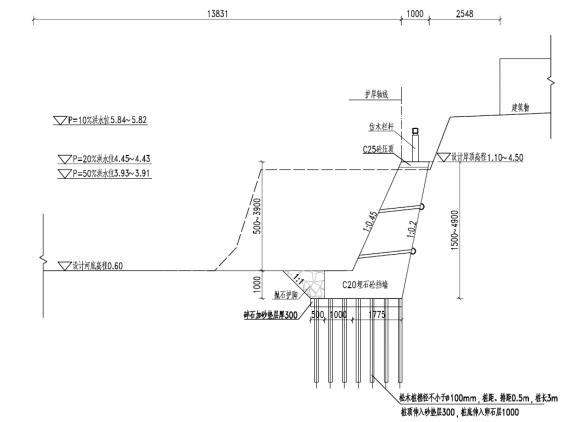 13831
1000
2548
护岸轴线
建筑物
P=10%洪水位5.84~5.82
仿木栏杆
C25砼压顶
P=20%洪水位4.45~4.43
P=50%洪水位3.93~3.91
设计岸顶高程1.10~4.50
500~3900
1:0.45
1:0.2
1500~4900
设计河底高程0.60
1000
1:1
抛石护脚
C20埋石砼挡墙
碎石加砂垫层厚300
500
1000
1775
松木桩梢径不小于Φ100mm，桩距、排距0.5m，桩长3m
桩顶伸入砂垫层300，桩底伸入卵石层1000